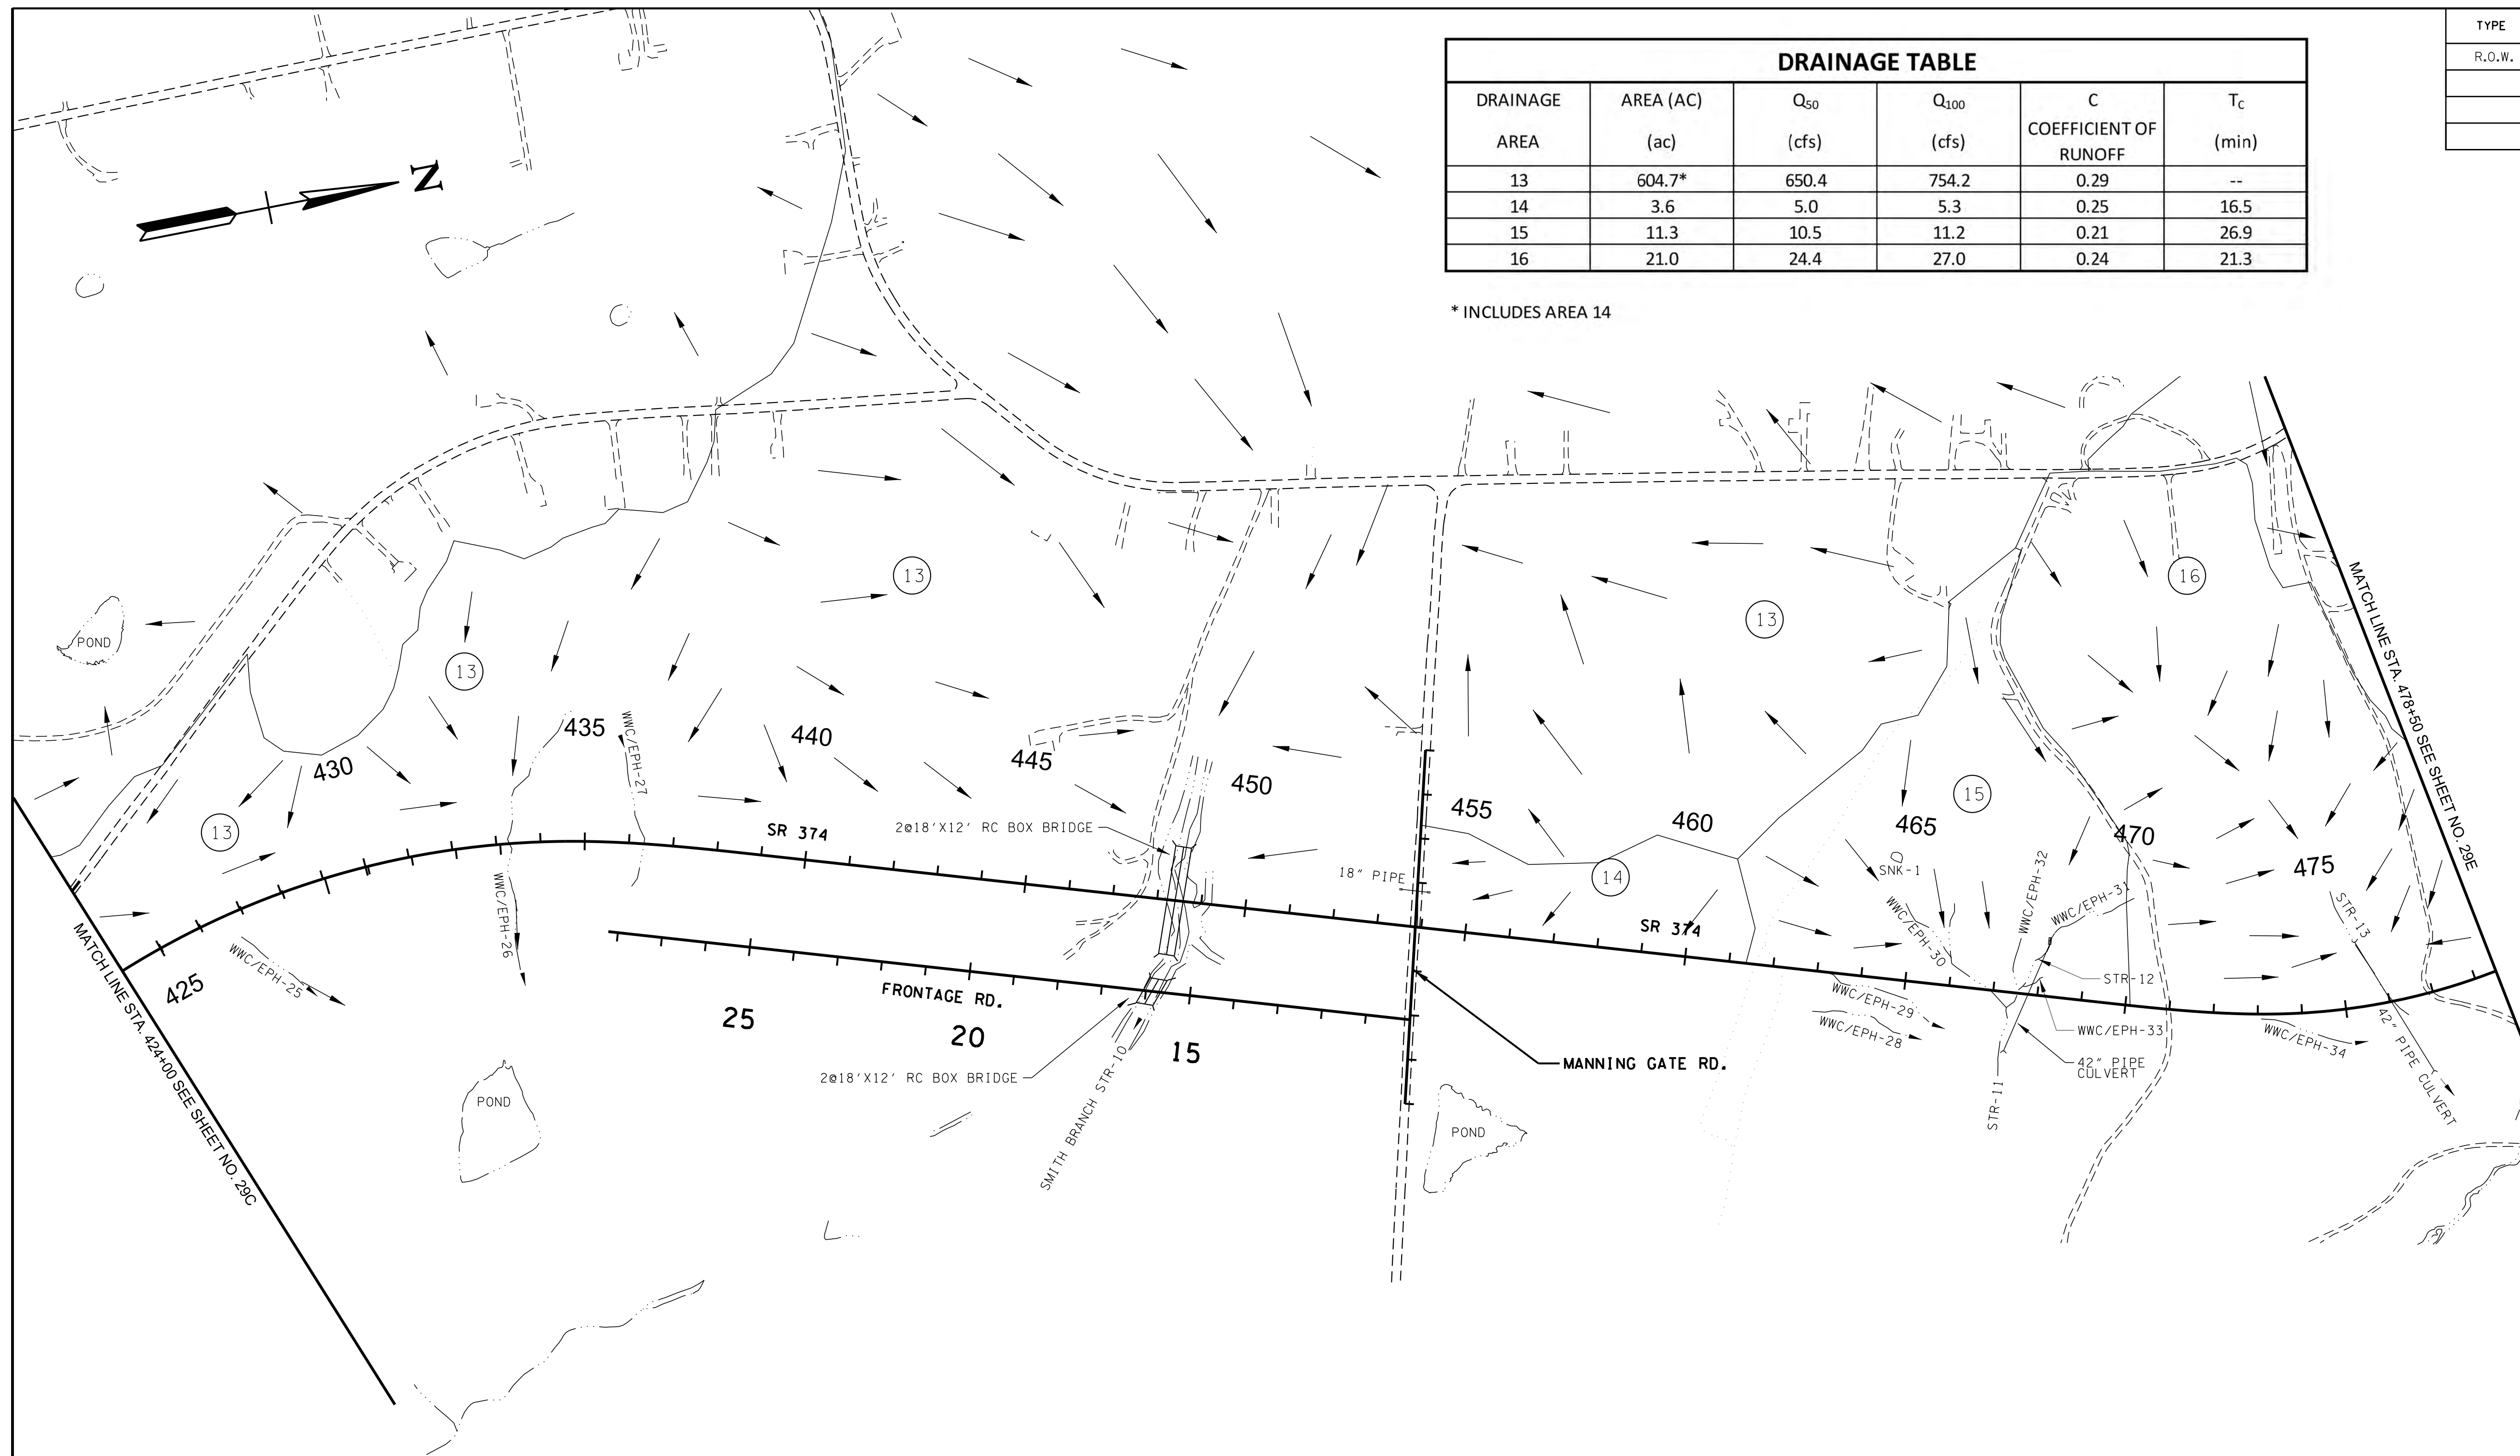 TYPE
R.O.W.
DRAINAGE TABLE
DRAINAGE AREA AREA (AC) (ac) Q50 (cfs) Q100 (cfs) C COEFFICIENT OF RUNOFF TC (min)
13 604.7* 650.4 754.2 0.29 --
14 3.6 5.0 5.3 0.25 16.5
15 11.3 10.5 11.2 0.21 26.9
16 21.0 24.4 27.0 0.24 21.3
* INCLUDES AREA 14
N
13
13
13
13
14
15
16
POND
POND
POND
425
430
435
440
445
450
455
460
465
470
475
25
20
15
SR 374
SR 374
FRONTAGE RD.
MANNING GATE RD.
2@18'X12' RC BOX BRIDGE
2@18'X12' RC BOX BRIDGE
18" PIPE
SMITH BRANCH STR-10
WWC/EPH-25
WWC/EPH-26
WWC/EPH-27
WWC/EPH-28
WWC/EPH-29
WWC/EPH-30
WWC/EPH-31
WWC/EPH-32
WWC/EPH-33
WWC/EPH-34
SNK-1
STR-11
STR-12
STR-13
42" PIPE
CULVERT
42" PIPE CULVERT
MATCH LINE STA. 424+00 SEE SHEET NO. 29C
MATCH LINE STA. 478+50 SEE SHEET NO. 29E